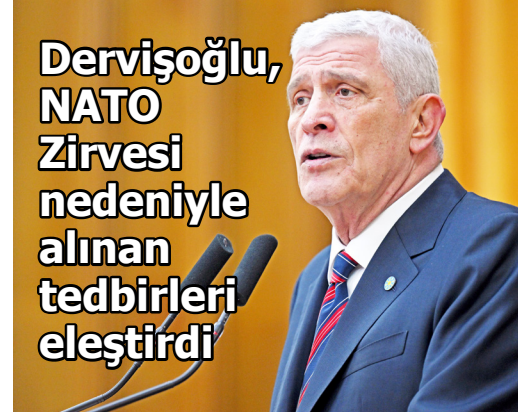 Dervişoğlu,
NATO
Zirvesi
nedeniyle
alınan
tedbirleri
eleştirdi